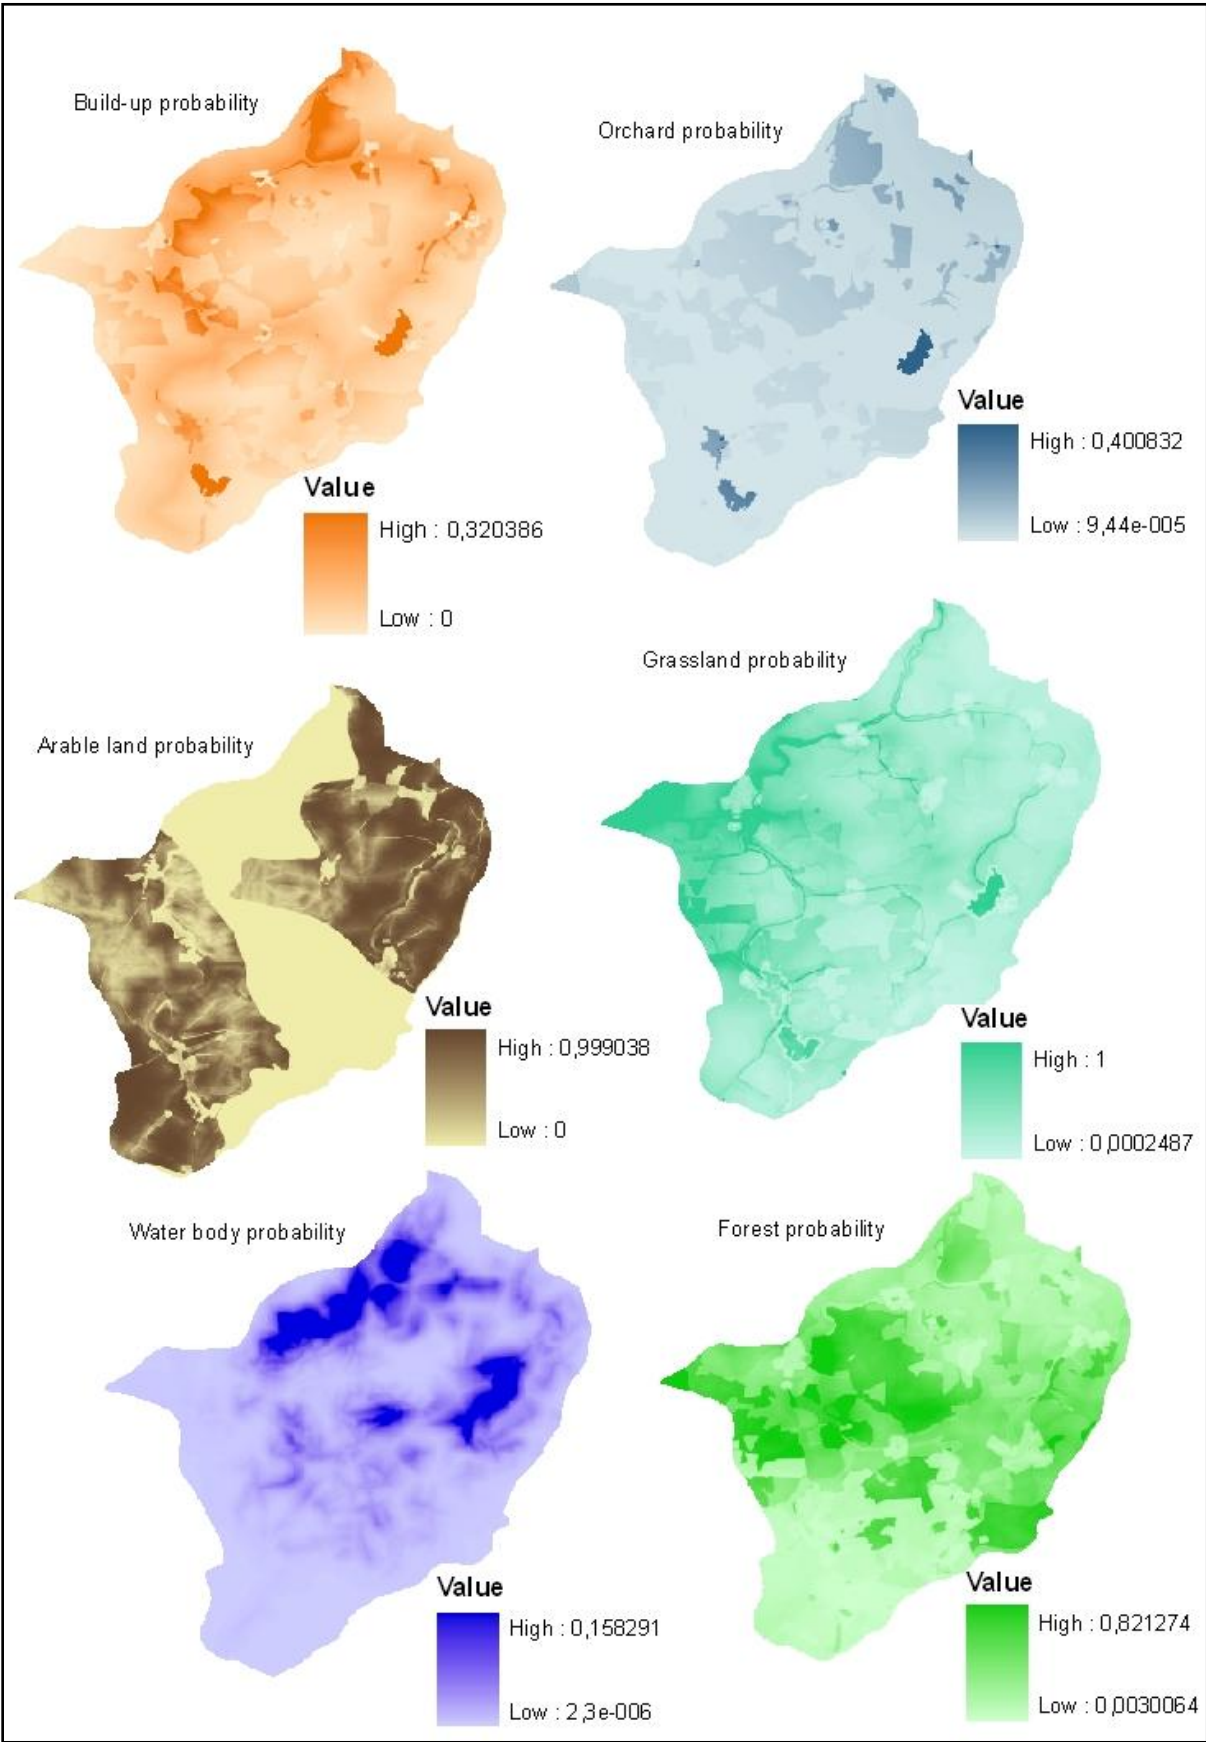 Build-up probability
Value
High : 0,320386
Low : 0
Orchard probability
Value
High : 0,400832
Low : 9,44e-005
Arable land probability
Value
High : 0,999038
Low : 0
Grassland probability
Value
High : 1
Low : 0,0002487
Water body probability
Value
High : 0,158291
Low : 2,3e-006
Forest probability
Value
High : 0,821274
Low : 0,0030064